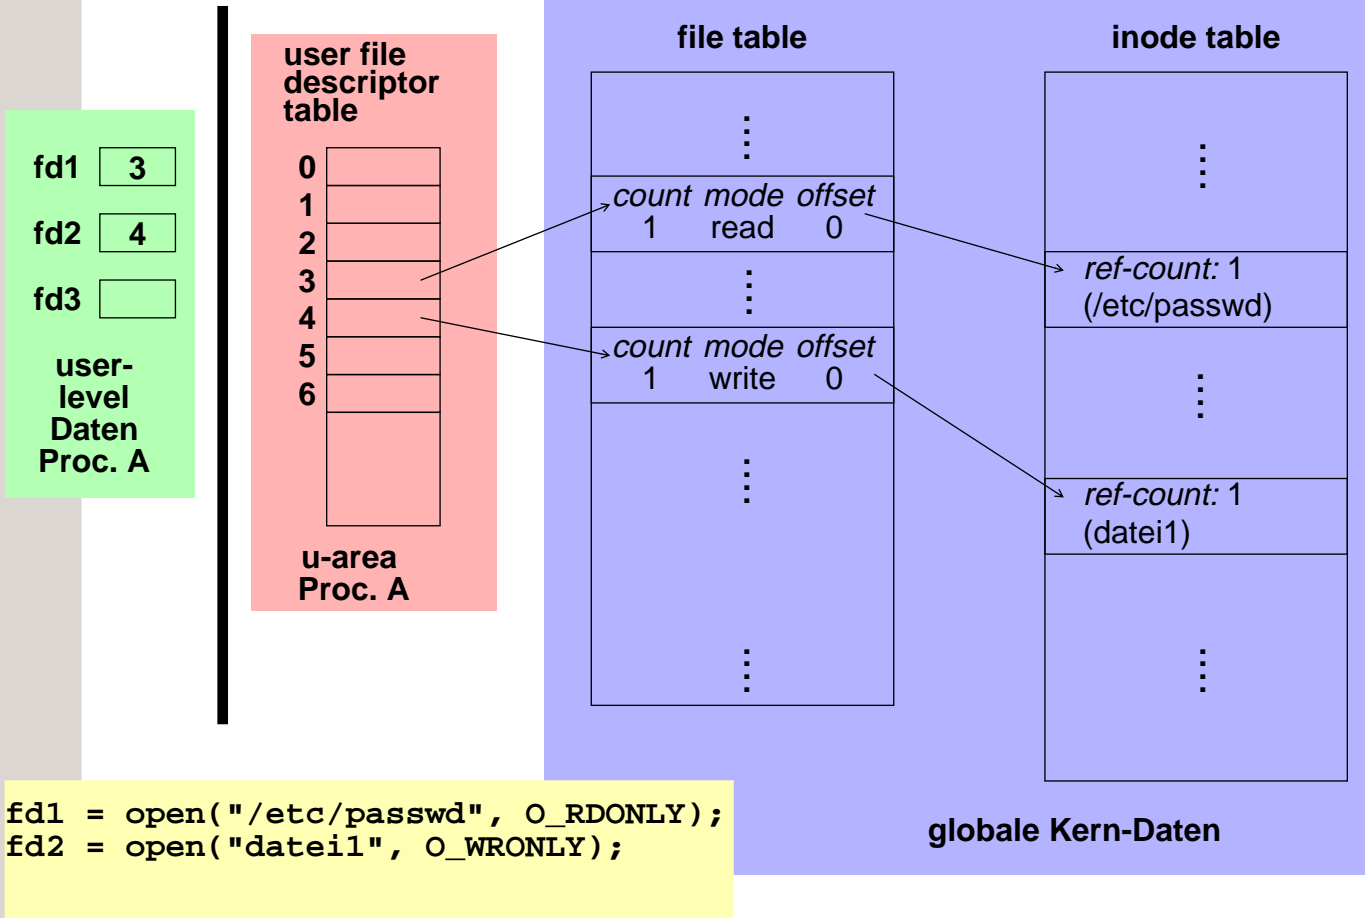 user file
descriptor
table
file table
inode table
fd1 3
fd2 4
fd3
user-
level
Daten
Proc. A
0
1
2
3
4
5
6
u-area
Proc. A
count mode offset
1 read 0
count mode offset
1 write 0
ref-count: 1
(/etc/passwd)
ref-count: 1
(datei1)
globale Kern-Daten
fd1 = open("/etc/passwd", O_RDONLY);
fd2 = open("datei1", O_WRONLY);